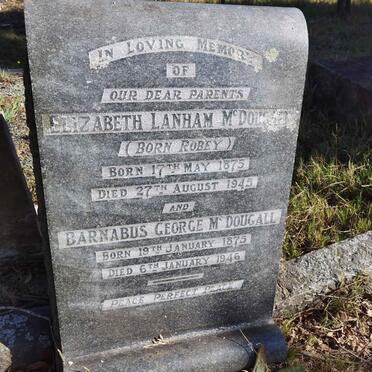 IN LOVING MEMORY
OF
OUR DEAR PARENTS
ELIZABETH LANHAM McDOUGALL
(BORN ROBEY)
BORN 17TH MAY 1875
DIED 27TH AUGUST 1945
AND
BARNABUS GEORGE McDOUGALL
BORN 19TH JANUARY 1875
DIED 6TH JANUARY 1946
PEACE PERFECT PEACE